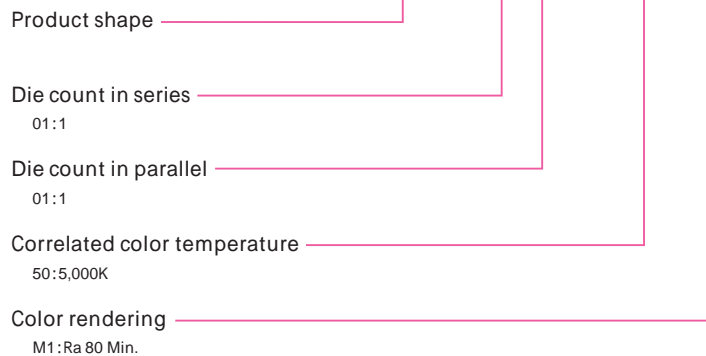 Product shape
Die count in series
01:1
Die count in parallel
01:1
Correlated color temperature
50:5,000K
Color rendering
M1:Ra 80 Min.